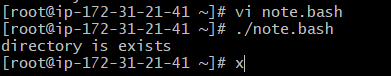 [root@ip-172-31-21-41 ~]# vi note.bash
[root@ip-172-31-21-41 ~]# ./note.bash
directory is exists
[root@ip-172-31-21-41 ~]# x